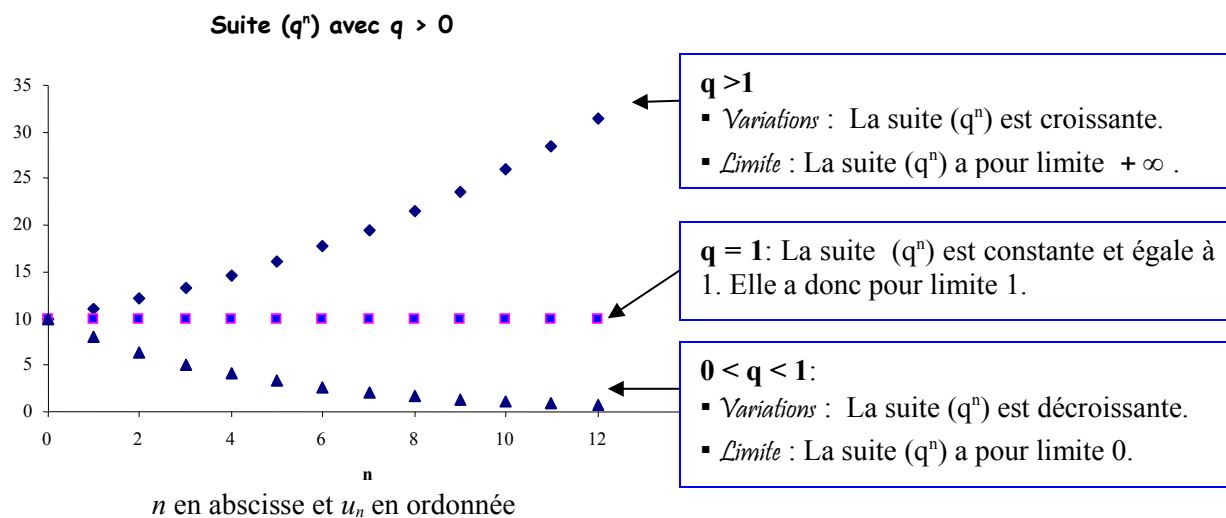 Suite (qⁿ) avec q > 0
35
30
25
20
15
10
5
0
0 2 4 6 8 10 12
n
n en abscisse et uₙ en ordonnée
q >1
▪ Variations : La suite (qⁿ) est croissante.
▪ Limite : La suite (qⁿ) a pour limite + ∞ .
q = 1: La suite (qⁿ) est constante et égale à
1. Elle a donc pour limite 1.
0 < q < 1:
▪ Variations : La suite (qⁿ) est décroissante.
▪ Limite : La suite (qⁿ) a pour limite 0.